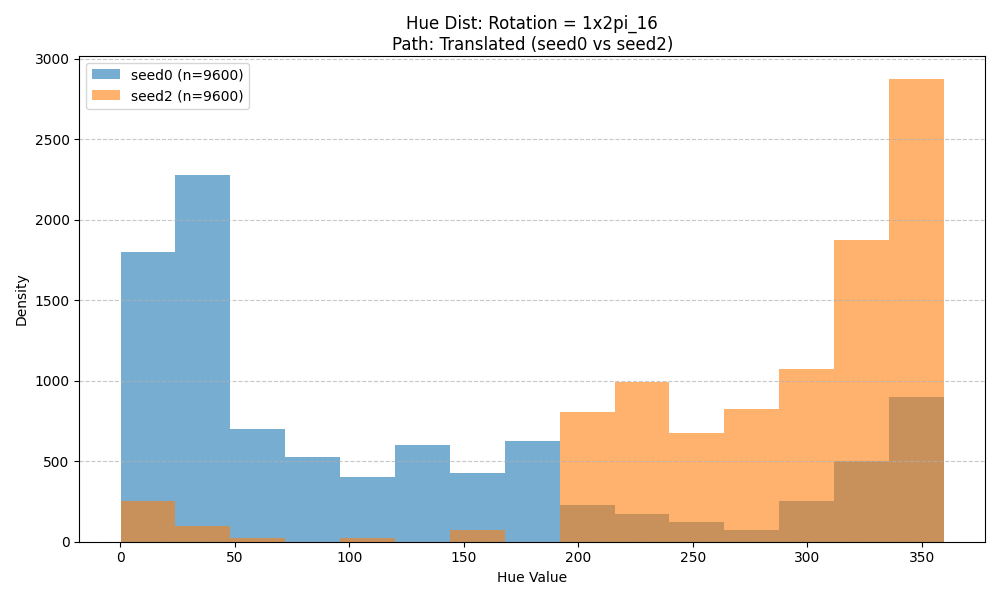 Hue Dist: Rotation = 1x2pi_16
Path: Translated (seed0 vs seed2)
seed0 (n=9600)
seed2 (n=9600)
3000
2500
2000
1500
1000
500
0
Density
0 50 100 150 200 250 300 350
Hue Value